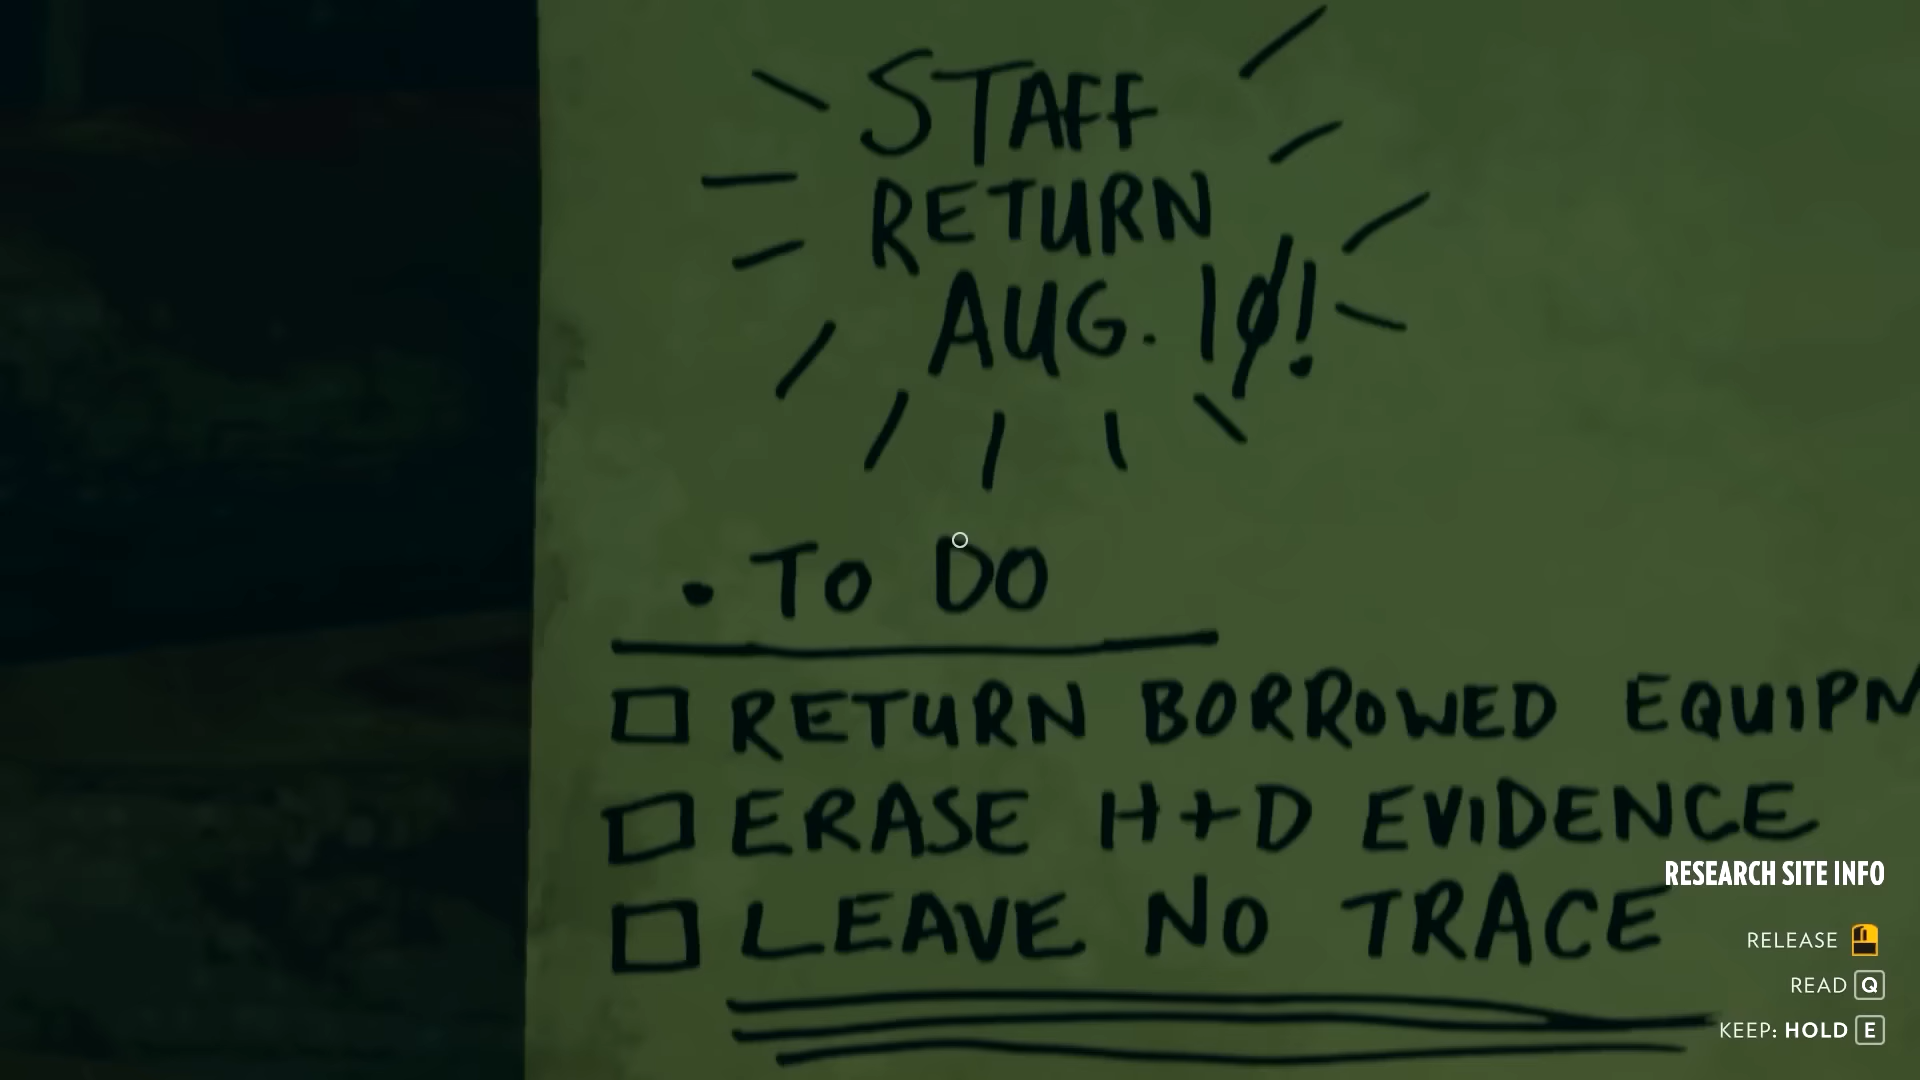 STAFF
RETURN
AUG. 10!
• TO DO
RETURN BORROWED EQUIPM
ERASE H+D EVIDENCE
LEAVE NO TRACE
RESEARCH SITE INFO
RELEASE
READ Q
KEEP: HOLD E